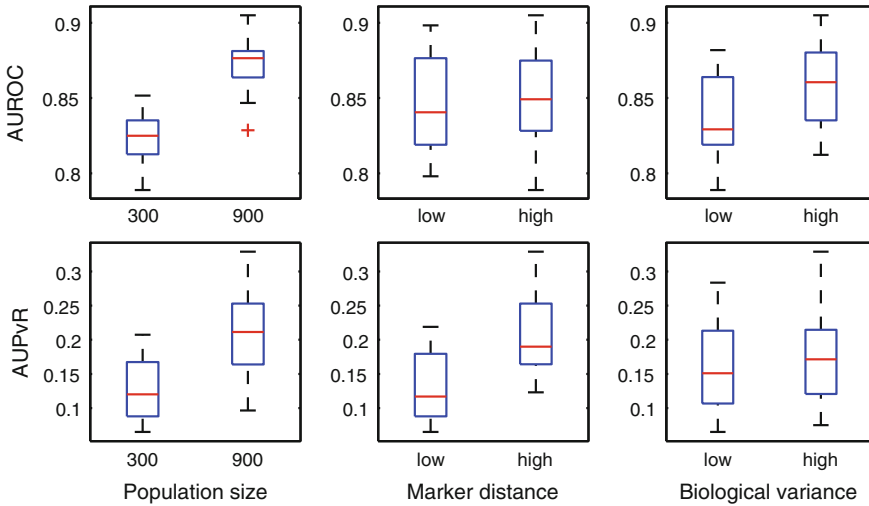 AUROC
0.9
0.85
0.8
300 900
low high
low high
AUPvR
0.3
0.25
0.2
0.15
0.1
300 900
low high
low high
Population size
Marker distance
Biological variance
0.9
0.85
0.8
0.9
0.85
0.8
0.3
0.25
0.2
0.15
0.1
0.3
0.25
0.2
0.15
0.1